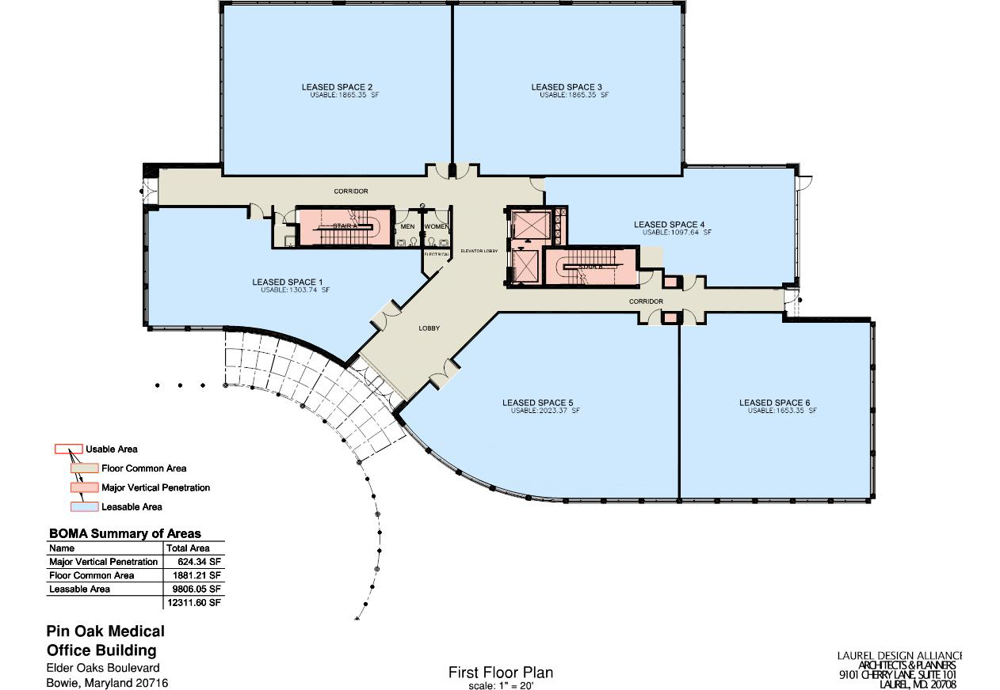 LEASED SPACE 2
USABLE: 1865.35 SF
LEASED SPACE 3
USABLE: 1865.35 SF
CORRIDOR
STAIR A
MEN
WOMEN
ELECTRICAL
ELEVATOR LOBBY
LEASED SPACE 4
USABLE: 1097.64 SF
STAIR B
LEASED SPACE 1
USABLE: 1303.74 SF
CORRIDOR
LOBBY
LEASED SPACE 5
USABLE: 2023.37 SF
LEASED SPACE 6
USABLE: 1653.35 SF
Usable Area
Floor Common Area
Major Vertical Penetration
Leasable Area
BOMA Summary of Areas
Name Total Area
Major Vertical Penetration 624.34 SF
Floor Common Area 1881.21 SF
Leasable Area 9806.05 SF
12311.60 SF
Pin Oak Medical
Office Building
Elder Oaks Boulevard
Bowie, Maryland 20716
First Floor Plan
scale: 1" = 20'
LAUREL DESIGN ALLIANCE
ARCHITECTS & PLANNERS
9101 CHERRY LANE, SUITE 101
LAUREL, MD. 20708